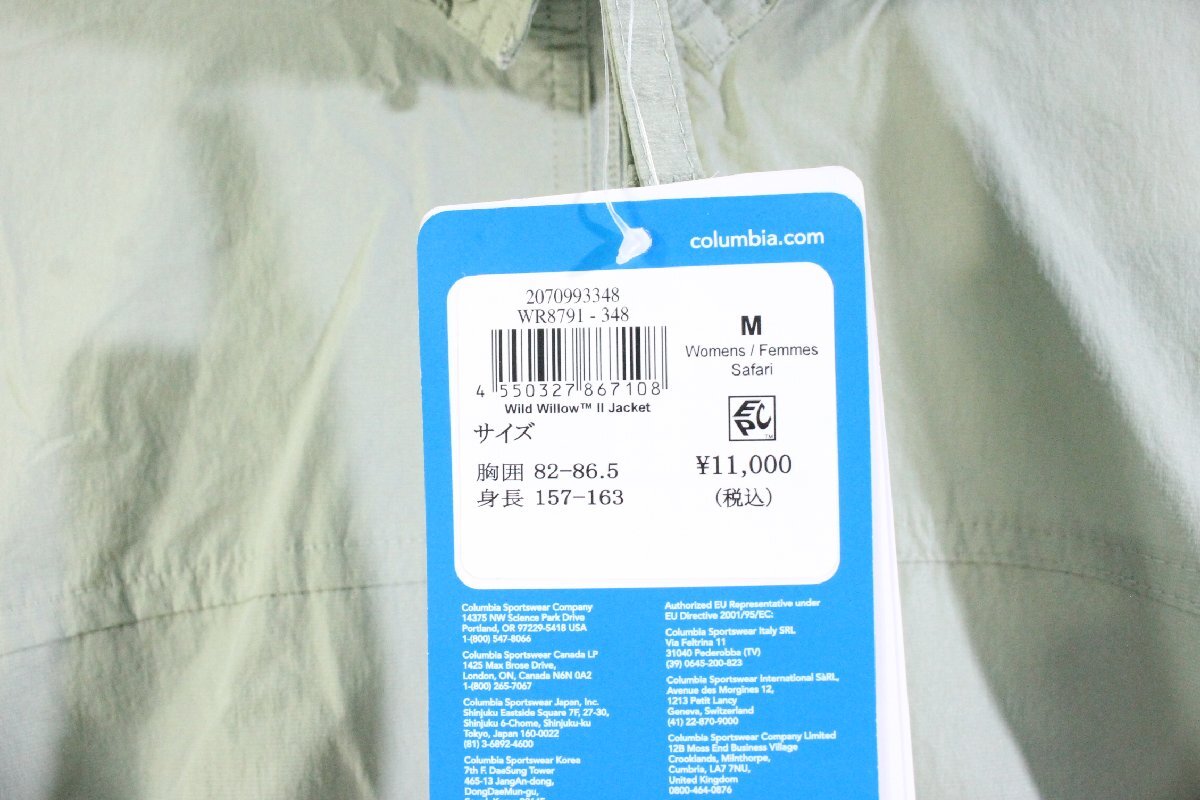 columbia.com
2070993348
WR8791 - 348
4 550327 867108
Wild Willow™ II Jacket
M
Womens / Femmes
Safari
EPC™
サイズ
胸囲 82-86.5
身長 157-163
¥11,000
(税込)
Columbia Sportswear Company
14375 NW Science Park Drive
Portland, OR 97229-5418 USA
1-(800) 547-8066
Columbia Sportswear Canada LP
1425 Max Brose Drive,
London, ON, Canada N6N 0A2
1-(800) 265-7067
Columbia Sportswear Japan, Inc.
Shinjuku Eastside Square 7F, 27-30,
Shinjuku 6-Chome, Shinjuku-ku
Tokyo, Japan 160-0022
(81) 3-6892-4600
Columbia Sportswear Korea
7th F. DaeSung Tower
465-13 JangAn-dong,
DongDaeMun-gu,
Authorized EU Representative under
EU Directive 2001/95/EC:
Columbia Sportswear Italy SRL
Via Feltrina 11
31040 Pederobba (TV)
(39) 0645-200-823
Columbia Sportswear International SàRL,
Avenue des Morgines 12,
1213 Petit Lancy
Geneva, Switzerland
(41) 22-870-9000
Columbia Sportswear Company Limited
12B Moss End Business Village
Crooklands, Milnthorpe,
Cumbria, LA7 7NU,
United Kingdom
0800-464-0876